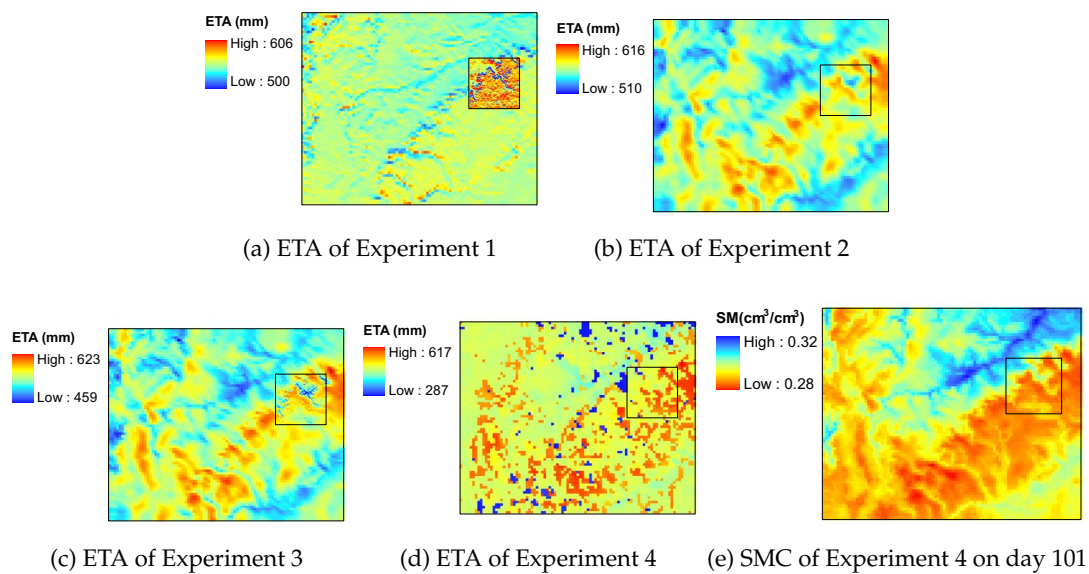 ETA (mm)
High : 606
Low : 500
ETA (mm)
High : 616
Low : 510
(a) ETA of Experiment 1
(b) ETA of Experiment 2
ETA (mm)
High : 623
Low : 459
ETA (mm)
High : 617
Low : 287
SM(cm³/cm³)
High : 0.32
Low : 0.28
(c) ETA of Experiment 3
(d) ETA of Experiment 4
(e) SMC of Experiment 4 on day 101